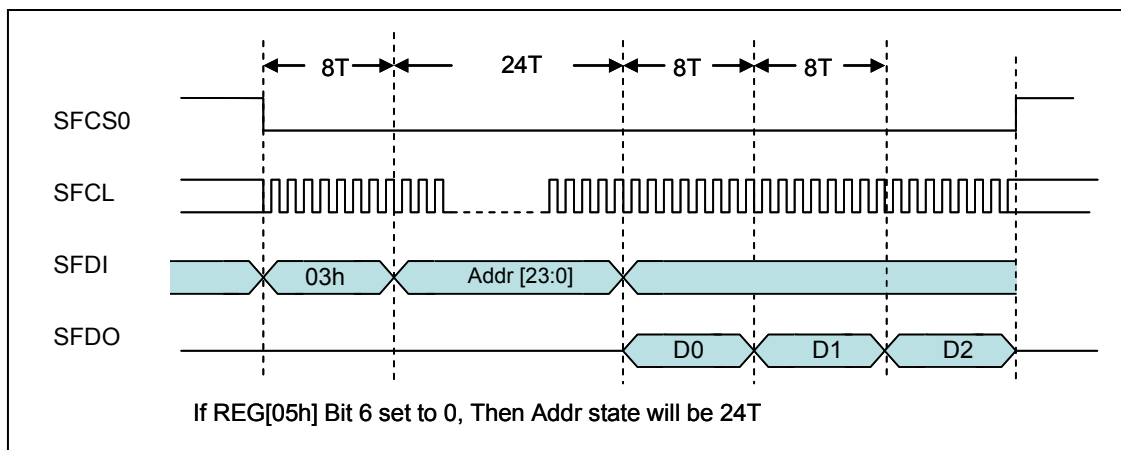 8T 24T 8T 8T
SFCS0
SFCL
SFDI 03h Addr [23:0]
SFDO D0 D1 D2
If REG[05h] Bit 6 set to 0, Then Addr state will be 24T